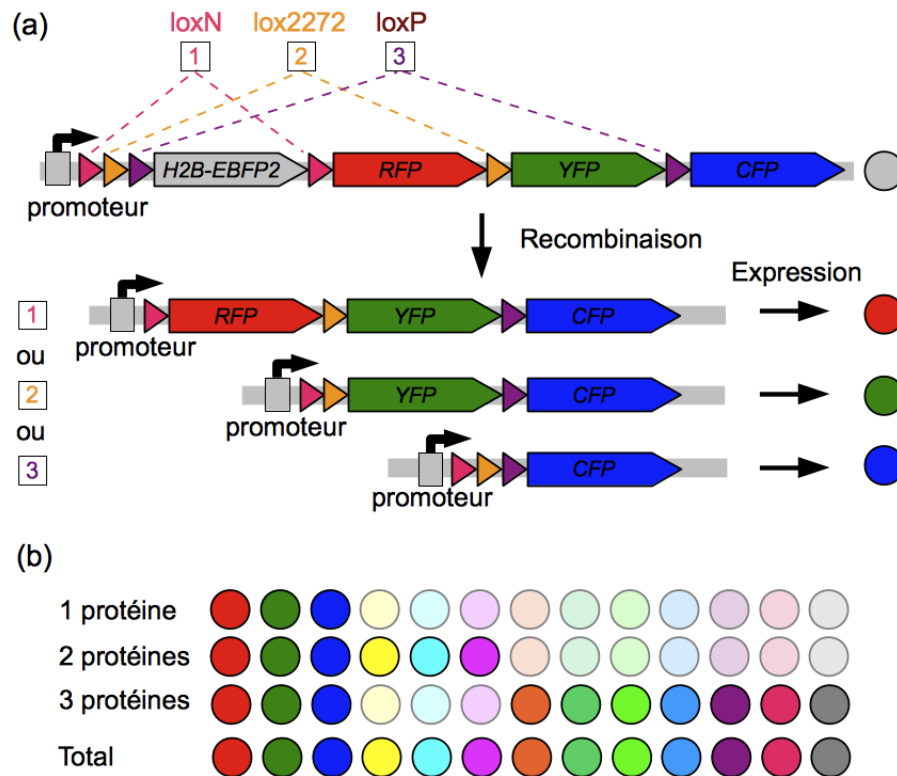 (a)
loxN lox2272 loxP
1 2 3
H2B-EBFP2 RFP YFP CFP
promoteur
Recombinaison
Expression
1 RFP YFP CFP
promoteur
ou
2 YFP CFP
promoteur
ou
3 CFP
promoteur
(b)
1 protéine
2 protéines
3 protéines
Total